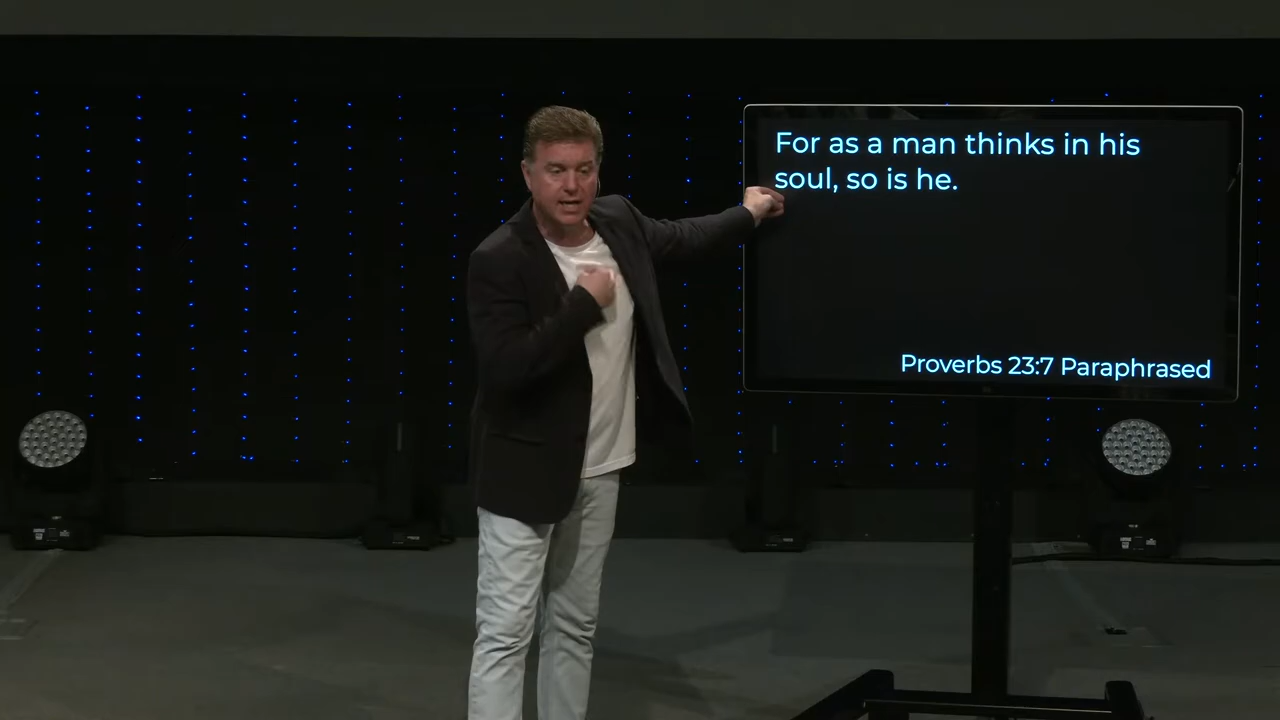 For as a man thinks in his
soul, so is he.
Proverbs 23:7 Paraphrased